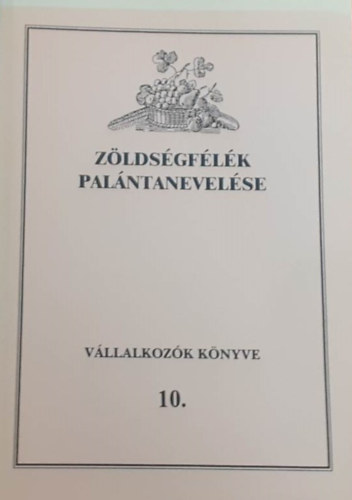 ZÖLDSÉGFÉLÉK
PALÁNTANEVELÉSE
VÁLLALKOZÓK KÖNYVE
10.